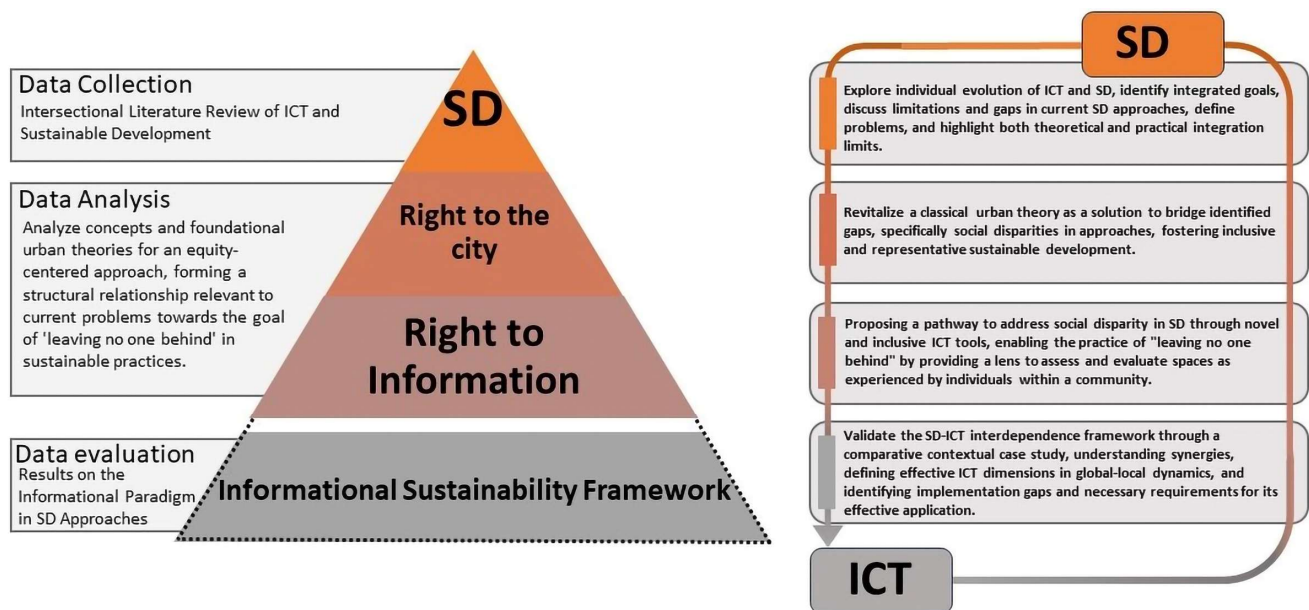 Data Collection
Intersectional Literature Review of ICT and
Sustainable Development
Data Analysis
Analyze concepts and foundational
urban theories for an equity-
centered approach, forming a
structural relationship relevant to
current problems towards the goal
of 'leaving no one behind' in
sustainable practices.
Data evaluation
Results on the
Informational Paradigm
in SD Approaches
SD
Right to the
city
Right to
Information
Informational Sustainability Framework
SD
Explore individual evolution of ICT and SD, identify integrated goals,
discuss limitations and gaps in current SD approaches, define
problems, and highlight both theoretical and practical integration
limits.
Revitalize a classical urban theory as a solution to bridge identified
gaps, specifically social disparities in approaches, fostering inclusive
and representative sustainable development.
Proposing a pathway to address social disparity in SD through novel
and inclusive ICT tools, enabling the practice of "leaving no one
behind" by providing a lens to assess and evaluate spaces as
experienced by individuals within a community.
Validate the SD-ICT interdependence framework through a
comparative contextual case study, understanding synergies,
defining effective ICT dimensions in global-local dynamics, and
identifying implementation gaps and necessary requirements for its
effective application.
ICT